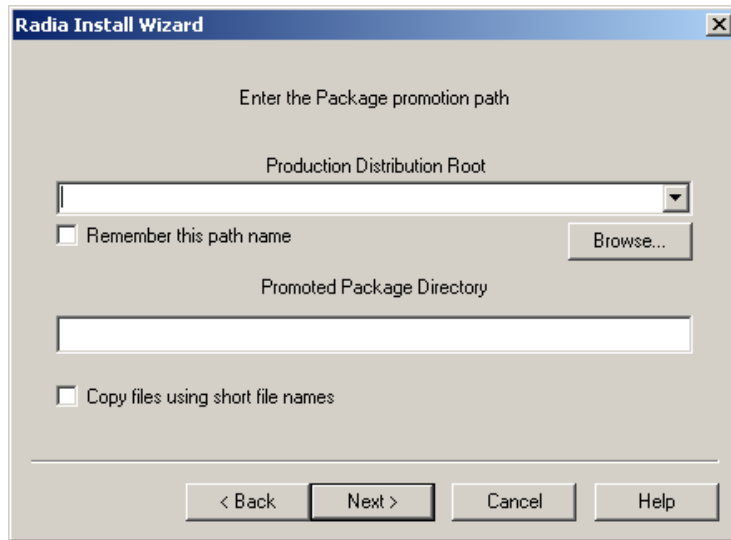 Radia Install Wizard
Enter the Package promotion path
Production Distribution Root
Remember this path name
Browse...
Promoted Package Directory
Copy files using short file names
< Back Next > Cancel Help